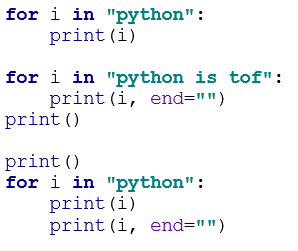 for i in "python":
    print(i)

for i in "python is tof":
    print(i, end="")
print()

print()
for i in "python":
    print(i)
    print(i, end="")